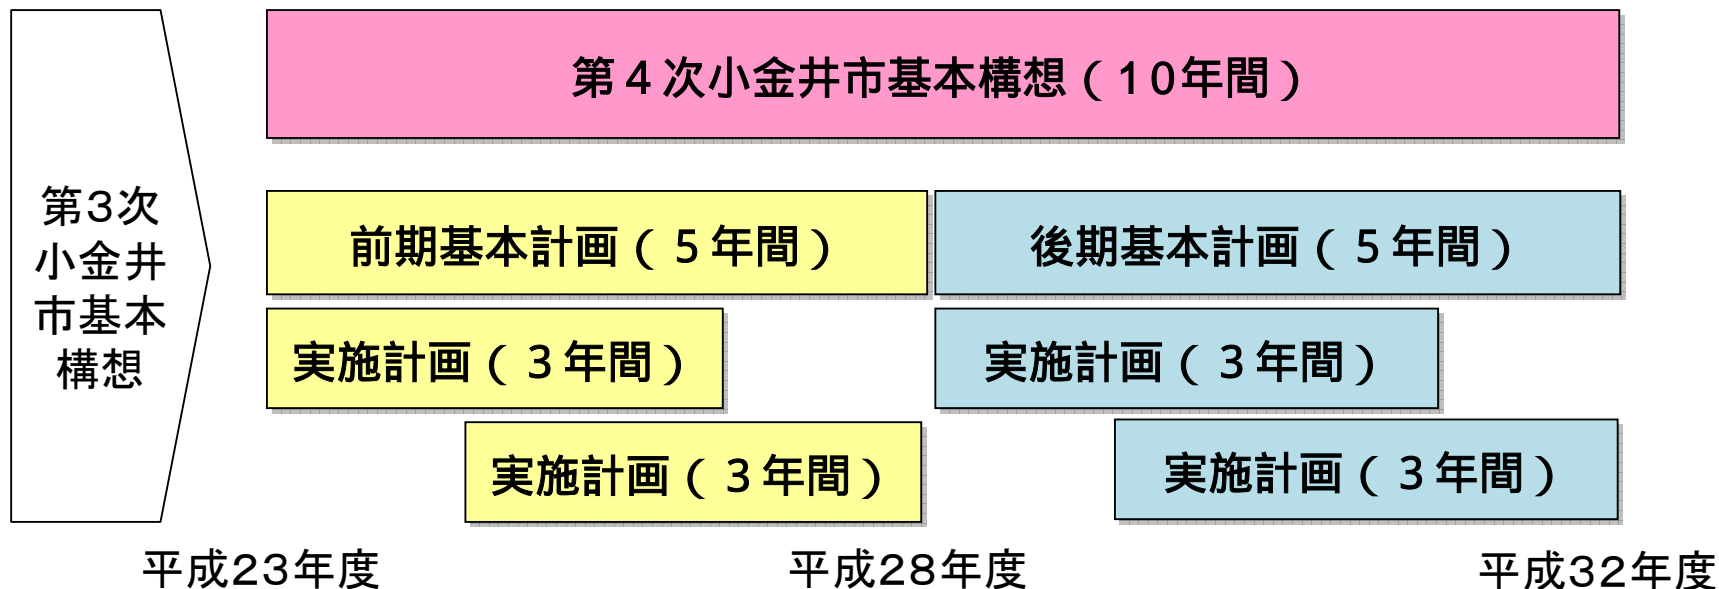 第４次小金井市基本構想（１０年間）
第３次
小金井
市基本
構想
前期基本計画（５年間）
後期基本計画（５年間）
実施計画（３年間）
実施計画（３年間）
実施計画（３年間）
実施計画（３年間）
平成２３年度
平成２８年度
平成３２年度